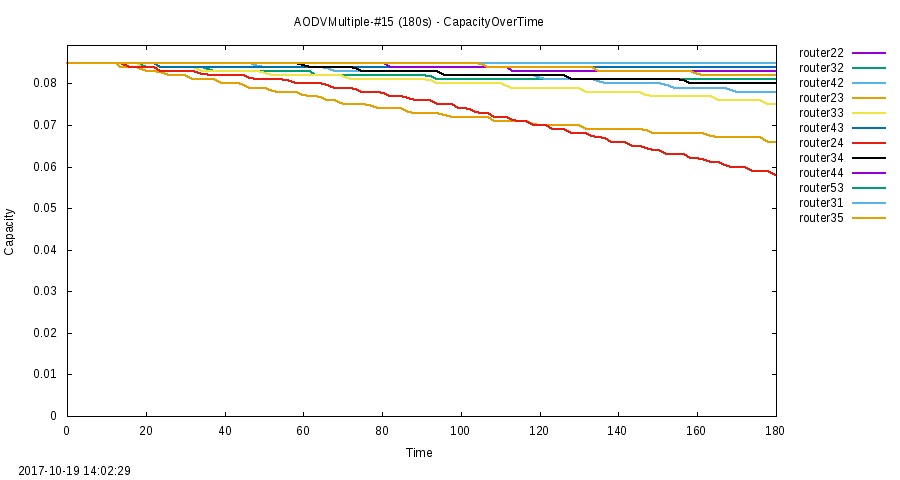 AODVMultiple-#15 (180s) - CapacityOverTime
router22
router32
router42
router23
router33
router43
router24
router34
router44
router53
router31
router35
0.08
0.07
0.06
0.05
0.04
0.03
0.02
0.01
0
Capacity
0 20 40 60 80 100 120 140 160 180
Time
2017-10-19 14:02:29